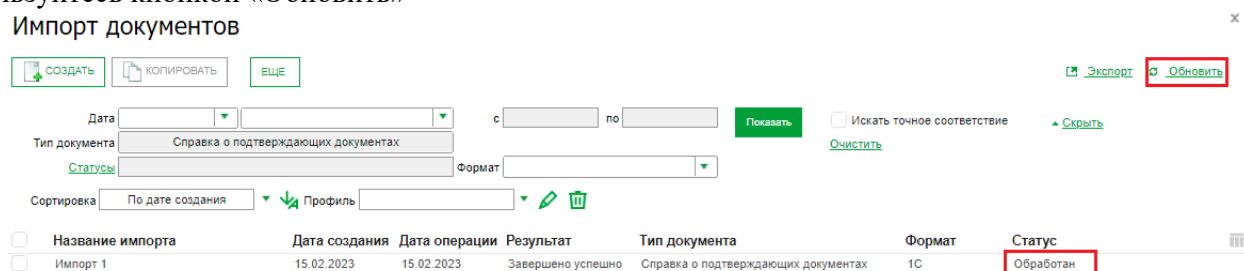 Импорт документов
x
СОЗДАТЬ КОПИРОВАТЬ ЕЩЕ Экспорт Обновить
Дата с по Показать Искать точное соответствие Скрыть
Тип документа Справка о подтверждающих документах Очистить
Статусы Формат
Сортировка По дате создания Профиль
Название импорта Дата создания Дата операции Результат Тип документа Формат Статус
Импорт 1 15.02.2023 15.02.2023 Завершено успешно Справка о подтверждающих документах 1С Обработан